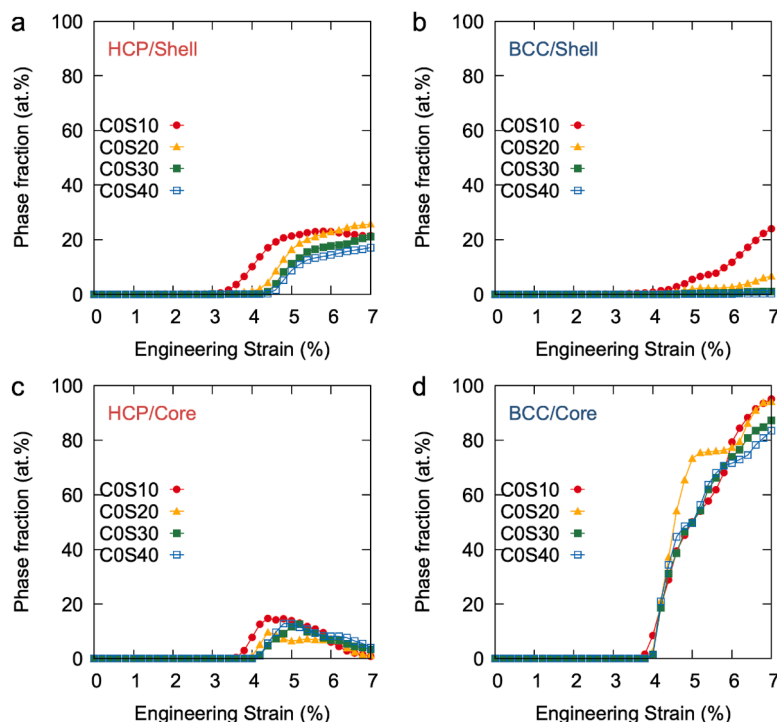 a
HCP/Shell
Phase fraction (at.%)
100
80
60
40
20
0
C0S10
C0S20
C0S30
C0S40
0 1 2 3 4 5 6 7
Engineering Strain (%)
b
BCC/Shell
Phase fraction (at.%)
100
80
60
40
20
0
C0S10
C0S20
C0S30
C0S40
0 1 2 3 4 5 6 7
Engineering Strain (%)
c
HCP/Core
Phase fraction (at.%)
100
80
60
40
20
0
C0S10
C0S20
C0S30
C0S40
0 1 2 3 4 5 6 7
Engineering Strain (%)
d
BCC/Core
Phase fraction (at.%)
100
80
60
40
20
0
C0S10
C0S20
C0S30
C0S40
0 1 2 3 4 5 6 7
Engineering Strain (%)